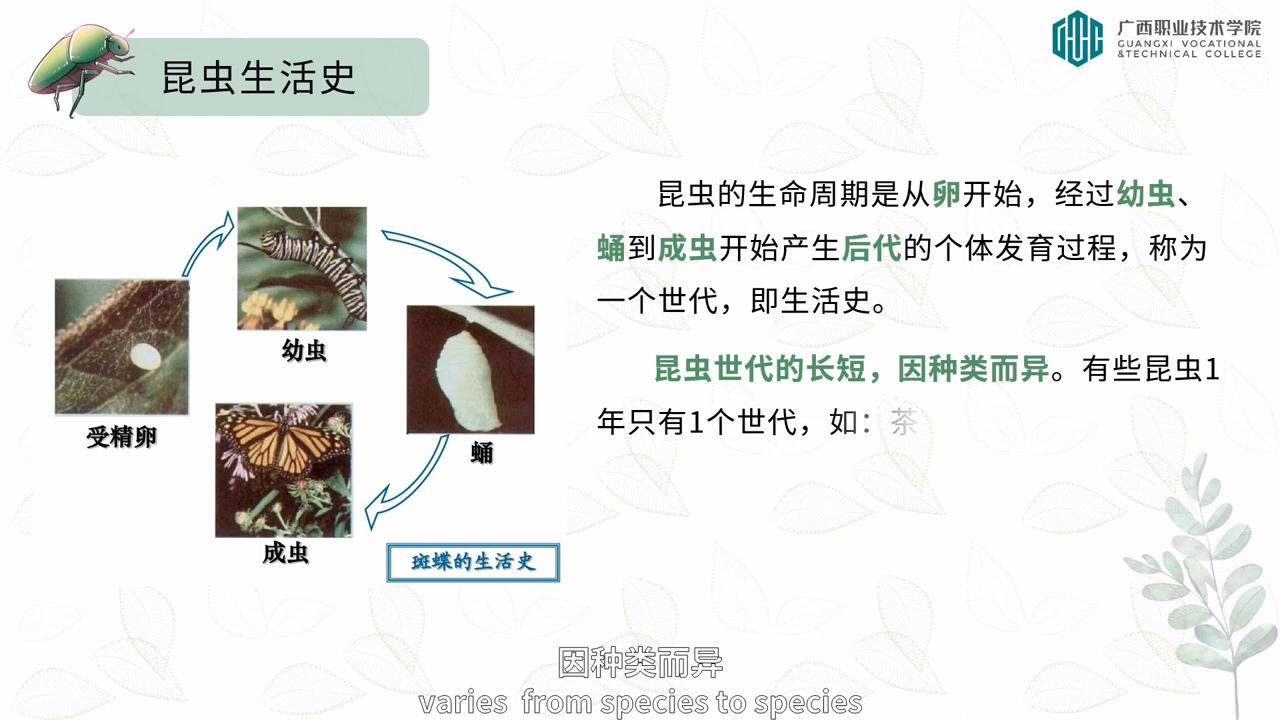 昆虫生活史
广西职业技术学院
GUANGXI VOCATIONAL
&TECHNICAL COLLEGE
昆虫的生命周期是从卵开始，经过幼虫、
蛹到成虫开始产生后代的个体发育过程，称为
一个世代，即生活史。
昆虫世代的长短，因种类而异。有些昆虫1
年只有1个世代，如：茶
幼虫
受精卵
蛹
成虫
斑蝶的生活史
因种类而异
varies from species to species